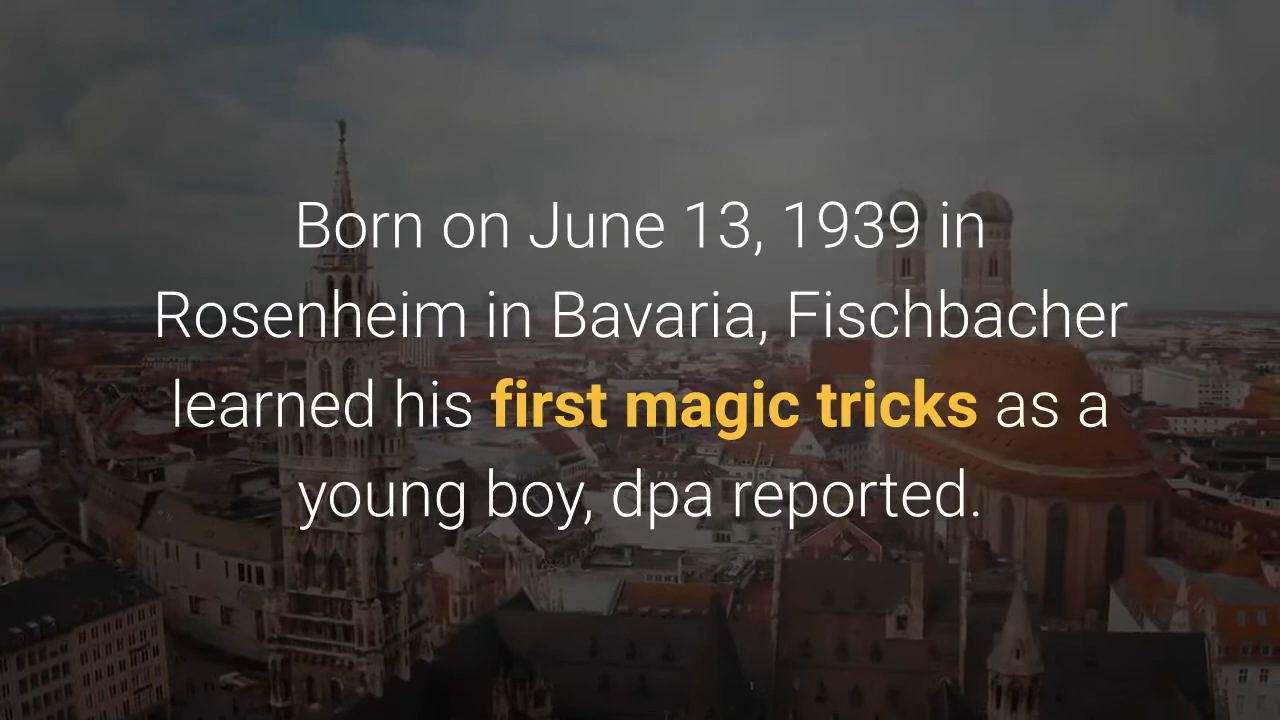 Born on June 13, 1939 in
Rosenheim in Bavaria, Fischbacher
learned his first magic tricks as a
young boy, dpa reported.